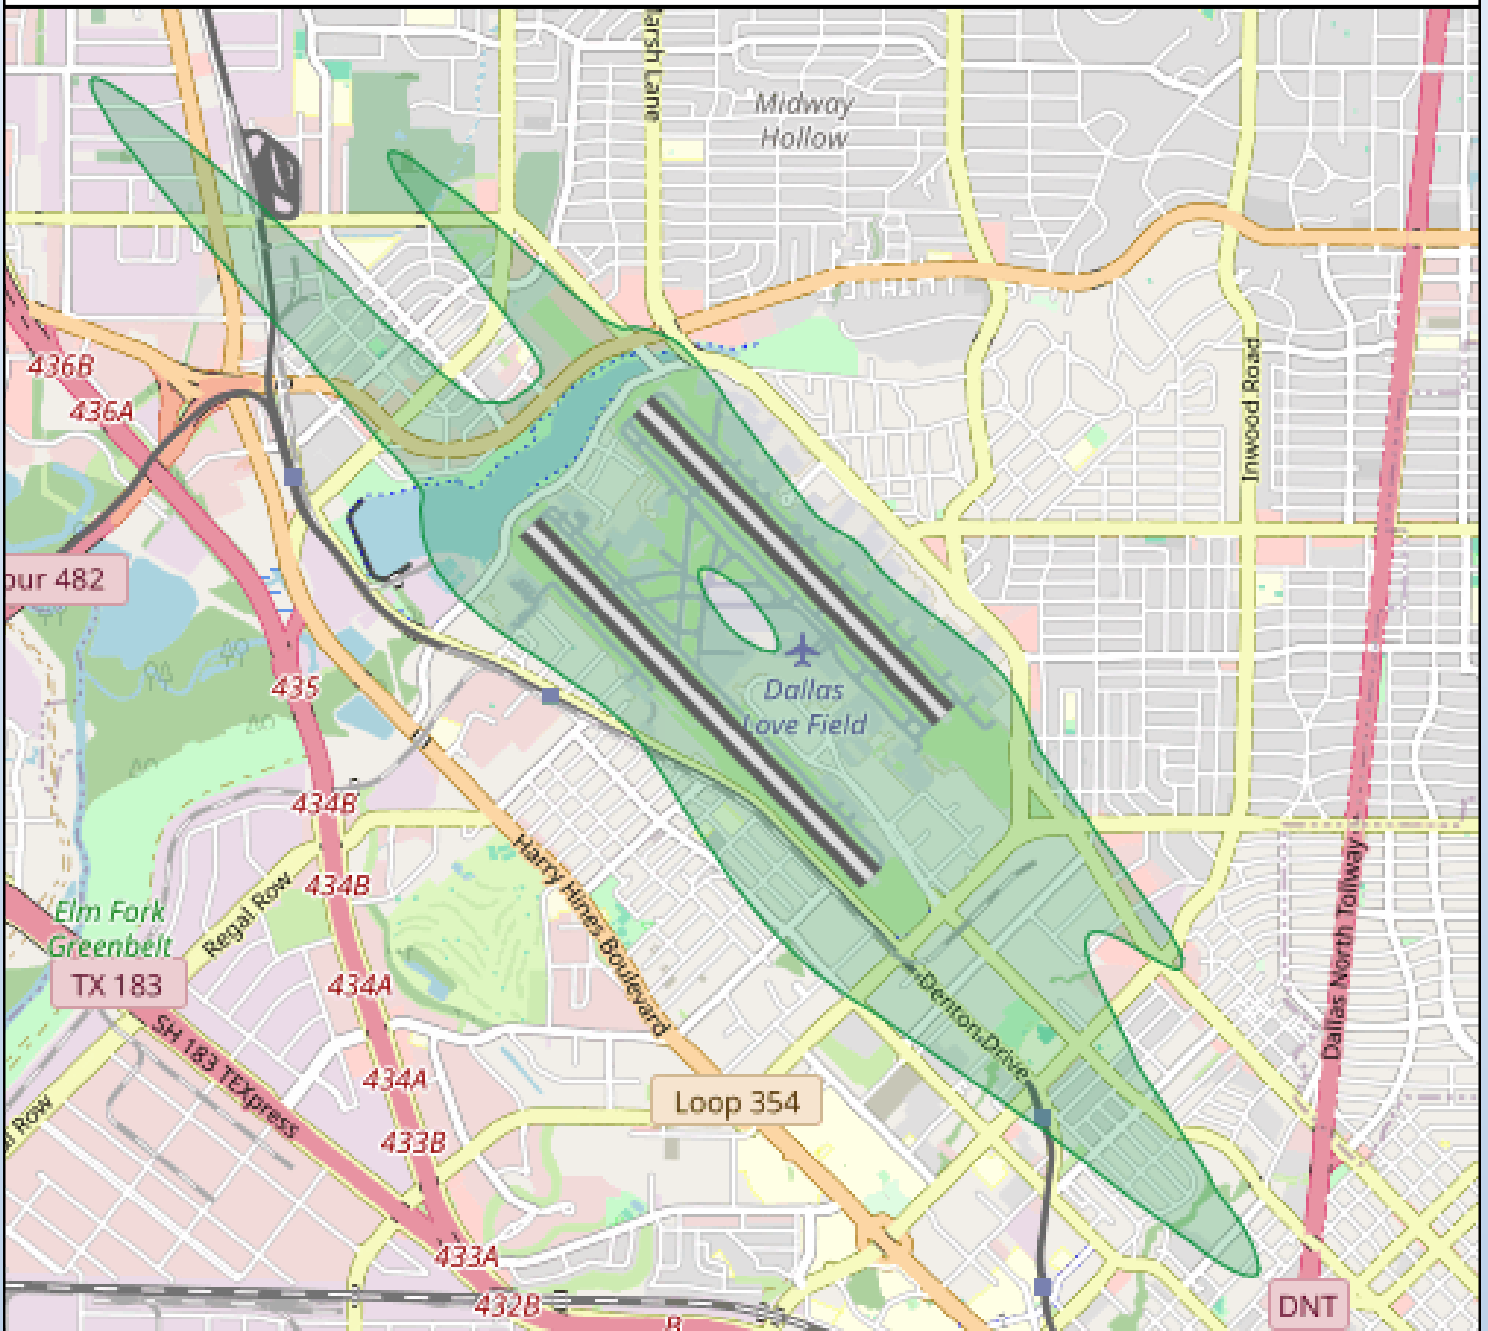 Marsh Lane
Midway
Hollow
436B
436A
Inwood Road
our 482
Dallas
Love Field
435
434B
434B
Harry Hines Boulevard
Elm Fork
Greenbelt
Regal Row
TX 183
434A
Denton Drive
Dallas North Tollway
SH 183 TEXpress
434A
Loop 354
al Row
433B
433A
432B
DNT
B